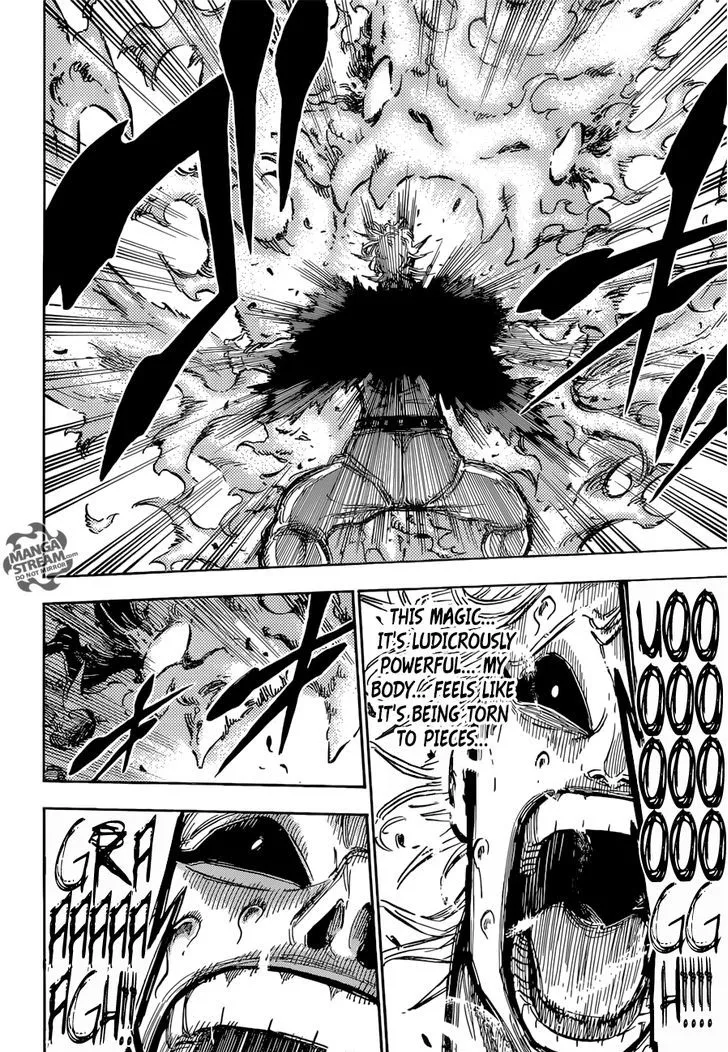 MANGA
STREAM.com
DO NOT MIRROR
UOO
OOO
OOO
OOO
GG
H!!!!...
THIS MAGIC...
IT'S LUDICROUSLY
POWERFUL... MY
BODY... FEELS LIKE
IT'S BEING TORN
TO PIECES...
GRA
AAAAA
AGH!!